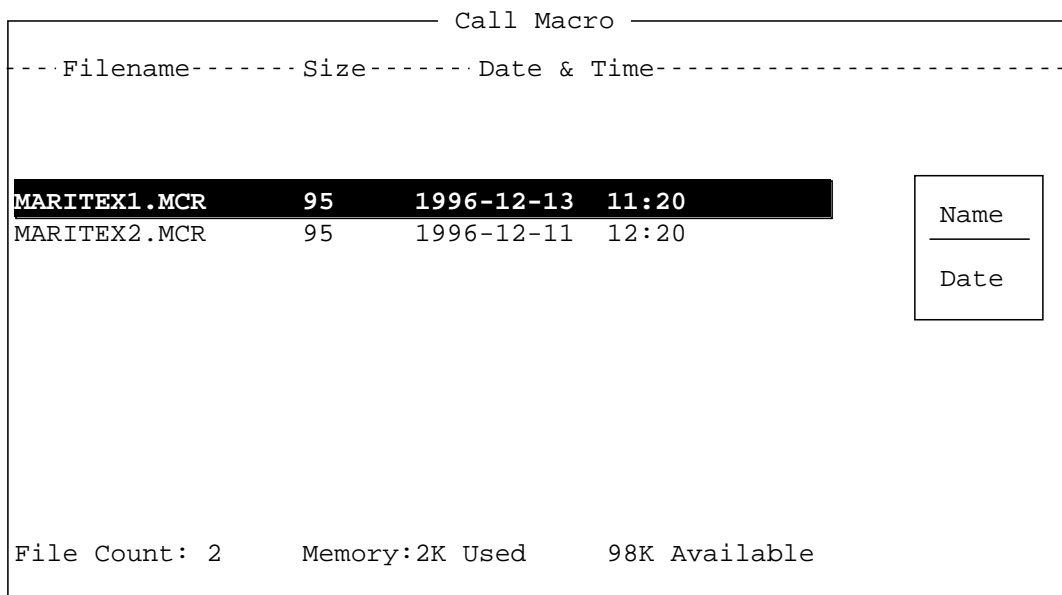 Call Macro
Filename Size Date & Time
MARITEX1.MCR 95 1996-12-13 11:20
MARITEX2.MCR 95 1996-12-11 12:20
Name
Date
File Count: 2 Memory:2K Used 98K Available